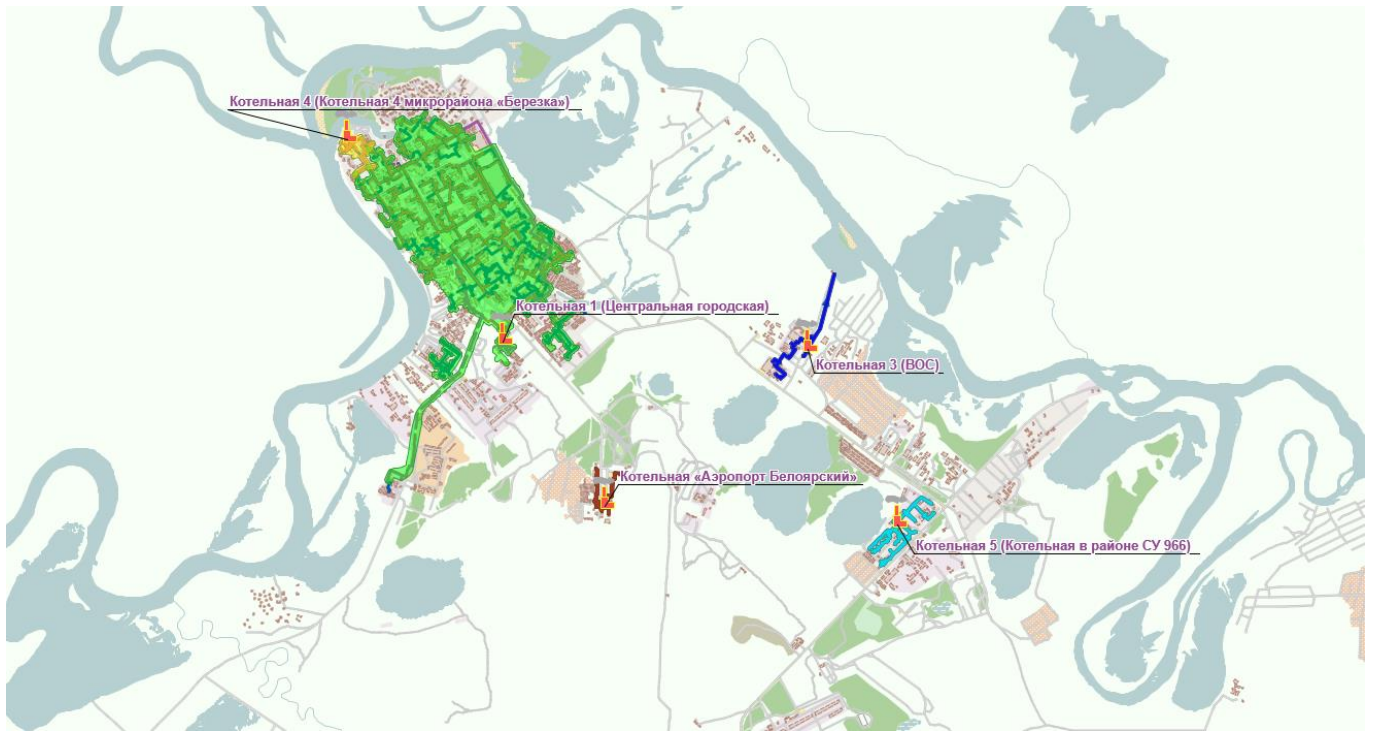 Котельная 4 (Котельная 4 микрорайона «Березка»)
Котельная 1 (Центральная городская)
Котельная 3 (ВОС)
Котельная «Аэропорт Белоярский»
Котельная 5 (Котельная в районе СУ 966)